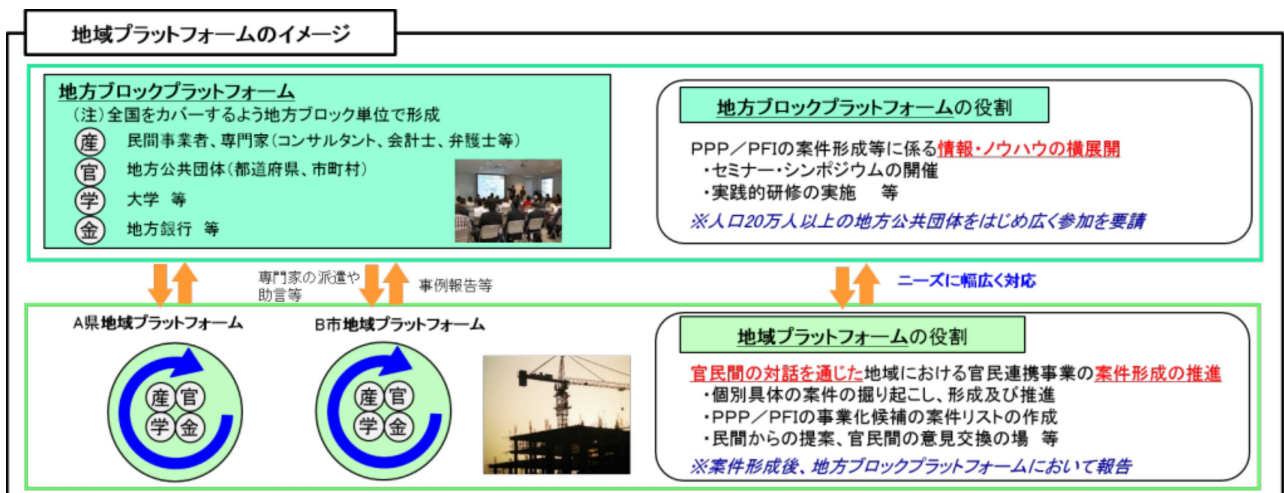 地域プラットフォームのイメージ
地方ブロックプラットフォーム
（注）全国をカバーするよう地方ブロック単位で形成
産 民間事業者、専門家（コンサルタント、会計士、弁護士等）
官 地方公共団体（都道府県、市町村）
学 大学 等
金 地方銀行 等
地方ブロックプラットフォームの役割
PPP／PFIの案件形成等に係る情報・ノウハウの横展開
・セミナー・シンポジウムの開催
・実践的研修の実施 等
※人口20万人以上の地方公共団体をはじめ広く参加を要請
専門家の派遣や
助言等
事例報告等
ニーズに幅広く対応
A県地域プラットフォーム
産官
学金
B市地域プラットフォーム
産官
学金
地域プラットフォームの役割
官民間の対話を通じた地域における官民連携事業の案件形成の推進
・個別具体の案件の掘り起こし、形成及び推進
・PPP／PFIの事業化候補の案件リストの作成
・民間からの提案、官民間の意見交換の場 等
※案件形成後、地方ブロックプラットフォームにおいて報告